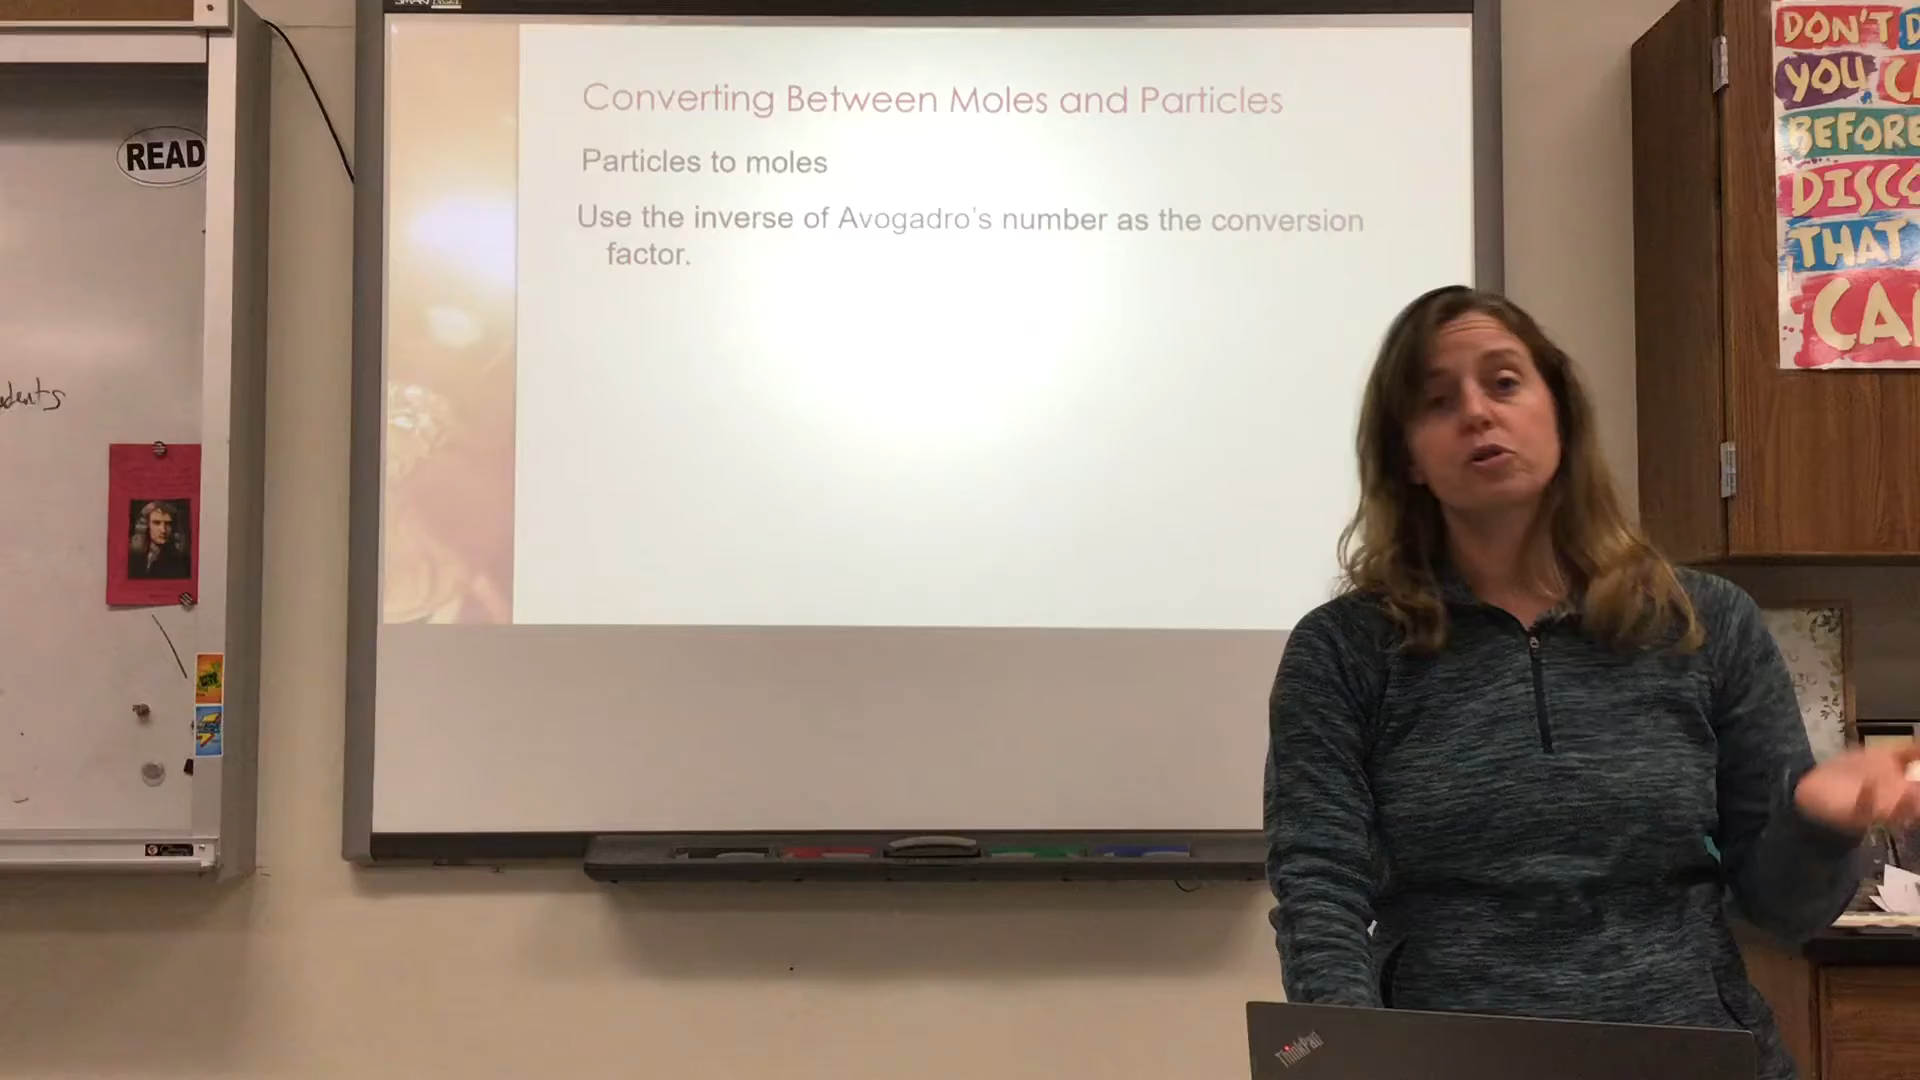 Converting Between Moles and Particles
Particles to moles
Use the inverse of Avogadro's number as the conversion
factor.
READ
DON'T
YOU
BEFORE
THAT
ThinkPad